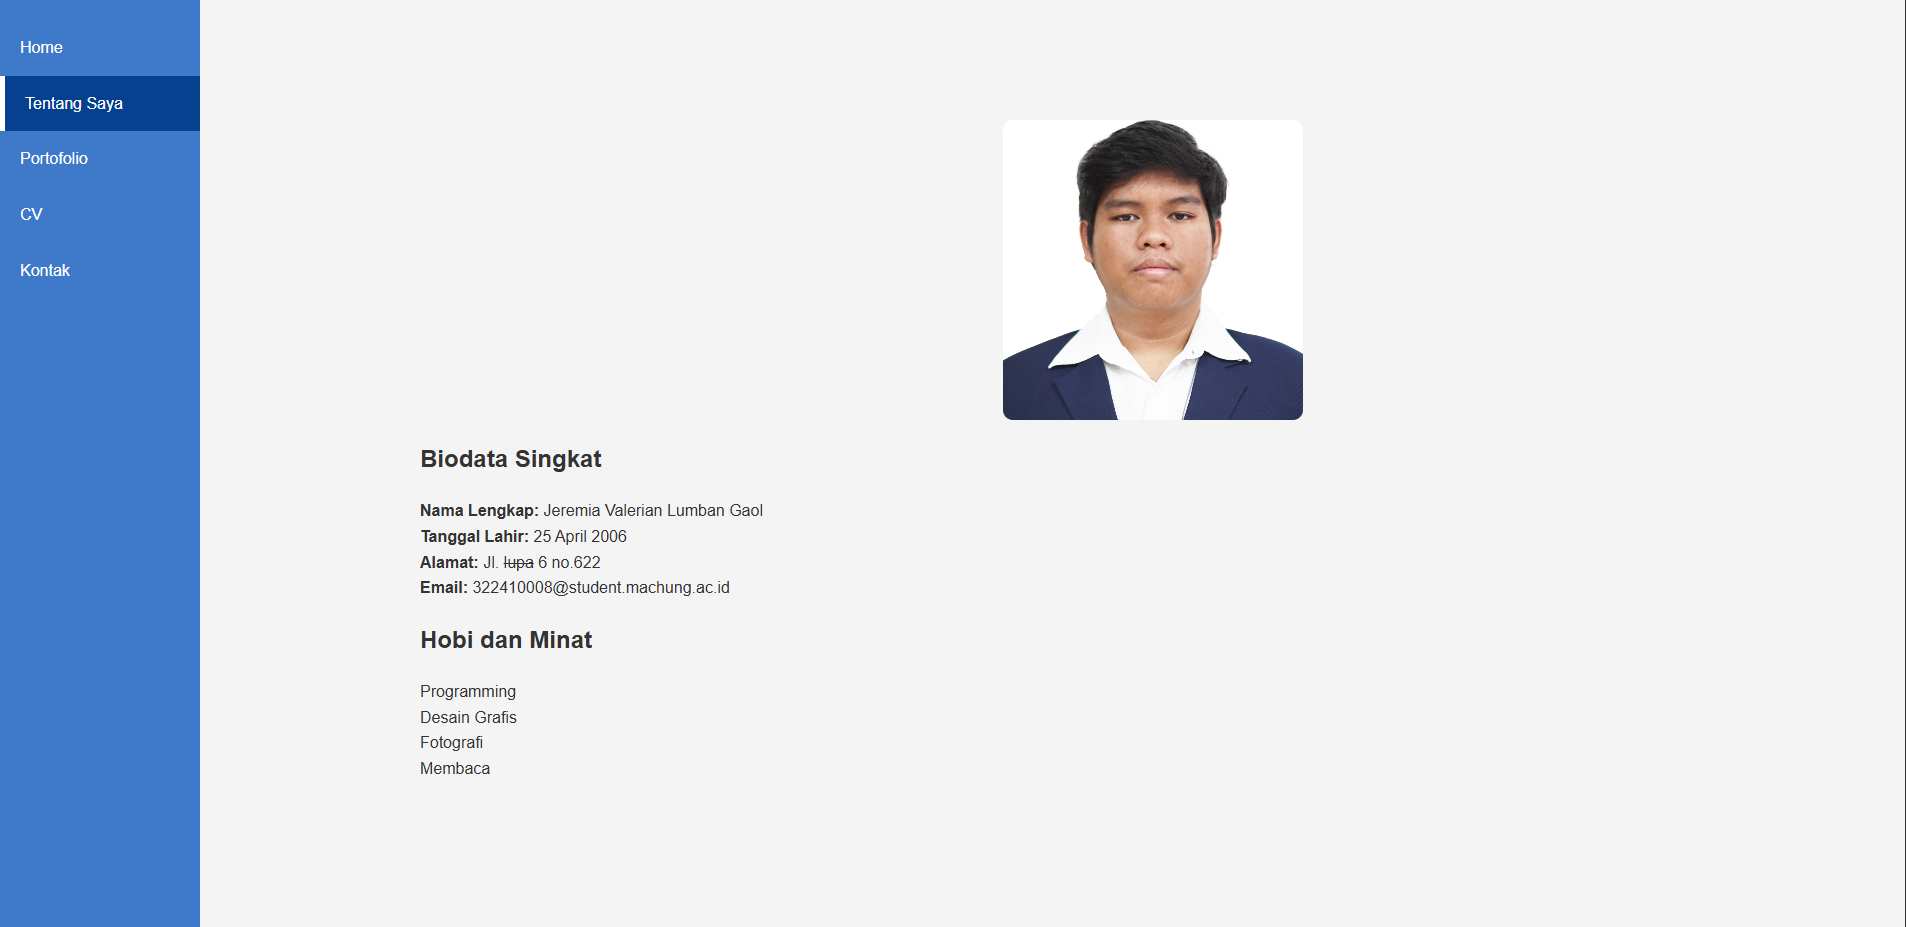 Home
Tentang Saya
Portofolio
CV
Kontak
Biodata Singkat
Nama Lengkap: Jeremia Valerian Lumban Gaol
Tanggal Lahir: 25 April 2006
Alamat: Jl. lupa 6 no.622
Email: 322410008@student.machung.ac.id
Hobi dan Minat
Programming
Desain Grafis
Fotografi
Membaca